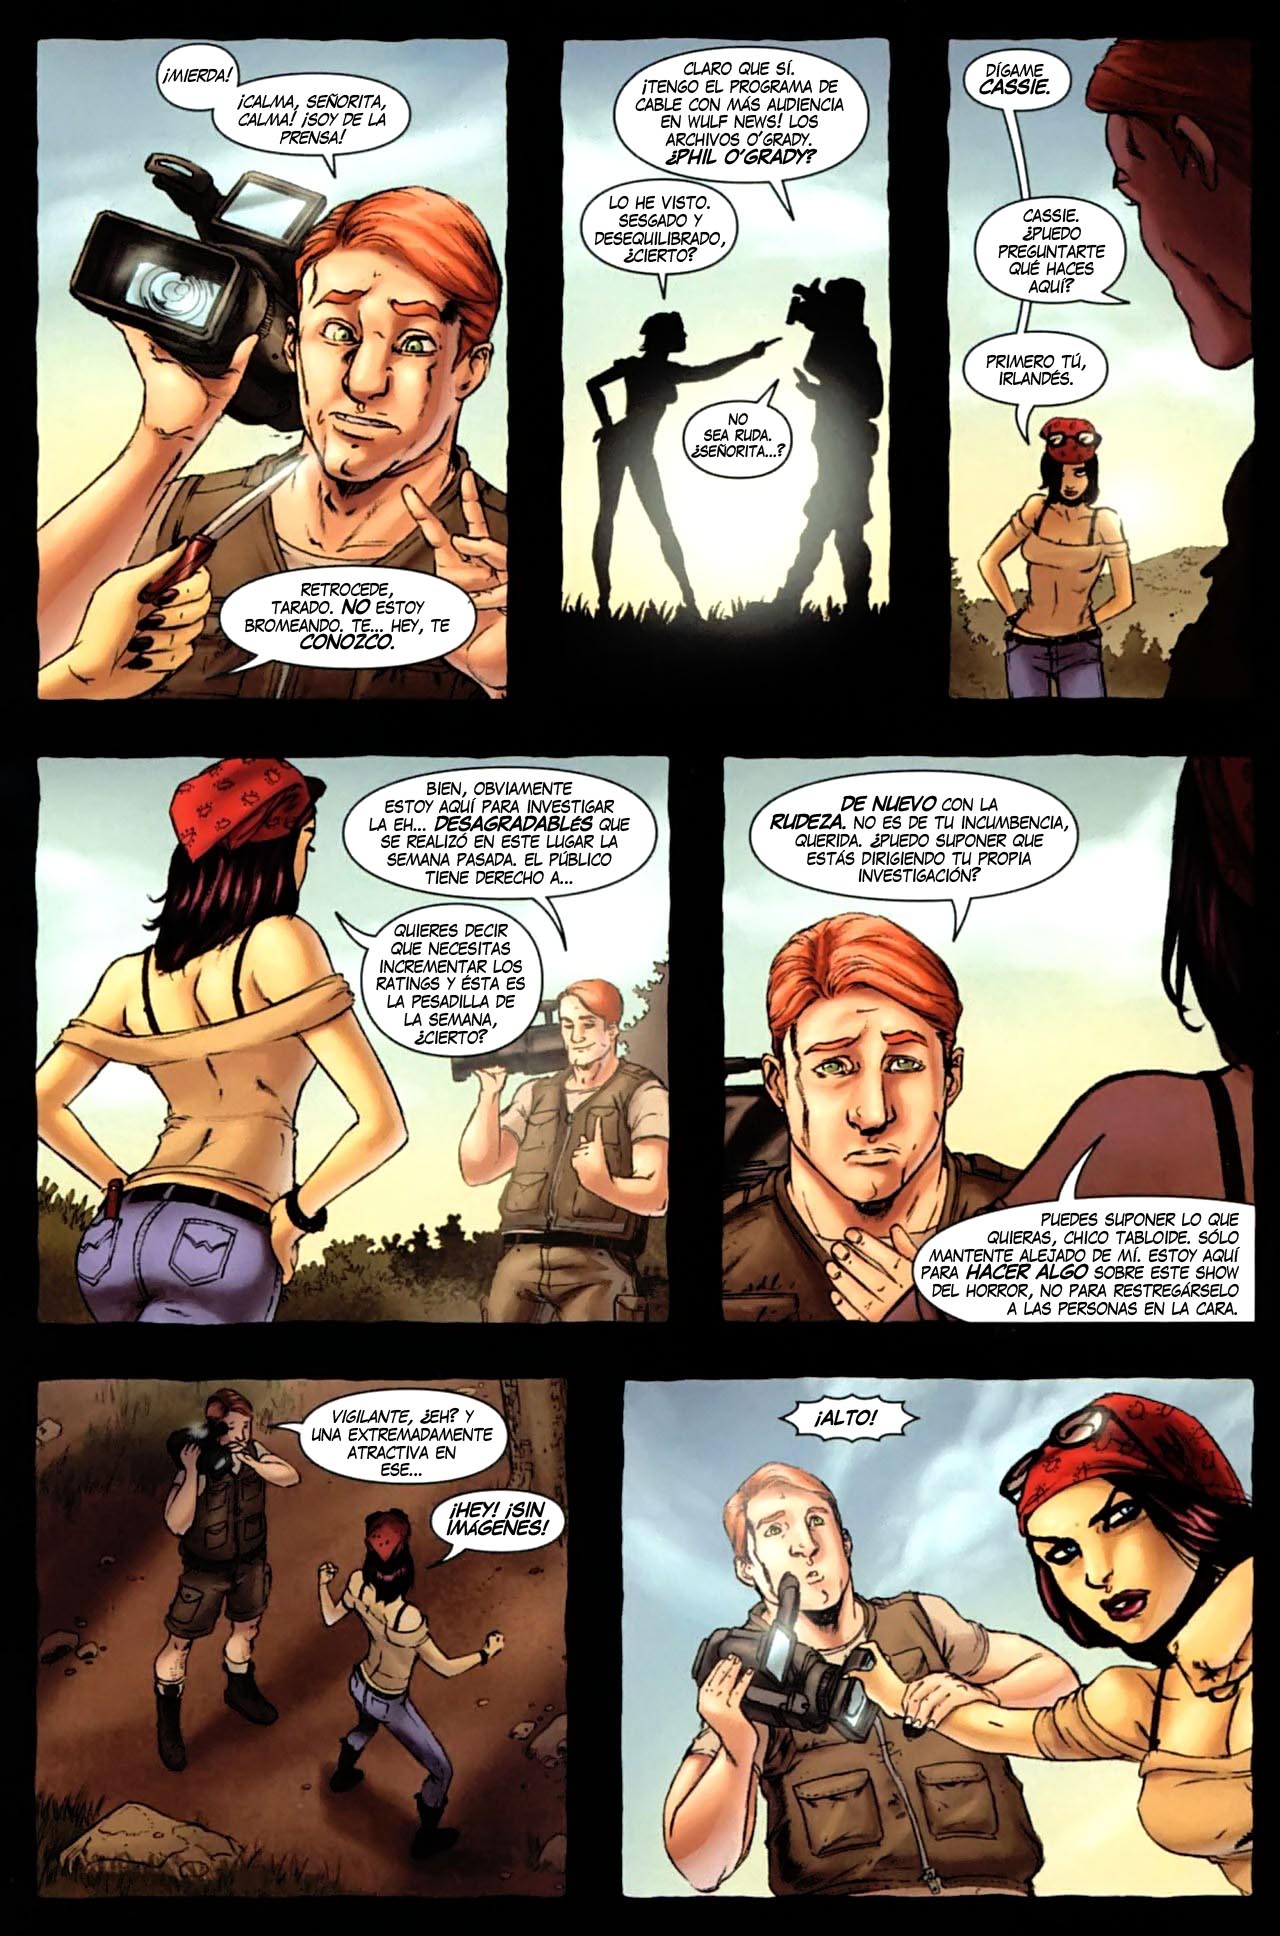 ¡MIERDA!
¡CALMA, SEÑORITA,
CALMA! ¡SOY DE LA
PRENSA!
RETROCEDE,
TARADO. NO ESTOY
BROMEANDO. TE... HEY, TE
CONOZCO.
CLARO QUE SÍ.
¡TENGO EL PROGRAMA DE
CABLE CON MÁS AUDIENCIA
EN WULF NEWS! LOS
ARCHIVOS O'GRADY.
¿PHIL O'GRADY?
LO HE VISTO.
SESGADO Y
DESEQUILIBRADO,
¿CIERTO?
NO
SEA RUDA.
¿SEÑORITA...?
DÍGAME
CASSIE.
CASSIE.
¿PUEDO
PREGUNTARTE
QUÉ HACES
AQUÍ?
PRIMERO TÚ,
IRLANDÉS.
BIEN, OBVIAMENTE
ESTOY AQUÍ PARA INVESTIGAR
LA EH... DESAGRADABLÉS QUE
SE REALIZÓ EN ESTE LUGAR LA
SEMANA PASADA. EL PÚBLICO
TIENE DERECHO A...
QUIERES DECIR
QUE NECESITAS
INCREMENTAR LOS
RATINGS Y ÉSTA ES
LA PESADILLA DE
LA SEMANA,
¿CIERTO?
DE NUEVO CON LA
RUDEZA. NO ES DE TU INCUMBENCIA,
QUERIDA. ¿PUEDO SUPONER QUE
ESTÁS DIRIGIENDO TU PROPIA
INVESTIGACIÓN?
PUEDES SUPONER LO QUE
QUIERAS, CHICO TABLOIDE. SÓLO
MANTENTE ALEJADO DE MÍ. ESTOY AQUÍ
PARA HACER ALGO SOBRE ESTE SHOW
DEL HORROR, NO PARA RESTREGÁRSELO
A LAS PERSONAS EN LA CARA.
VIGILANTE, ¿EH? Y
UNA EXTREMADAMENTE
ATRACTIVA EN
ESE...
¡HEY! ¡SIN
IMÁGENES!
¡ALTO!